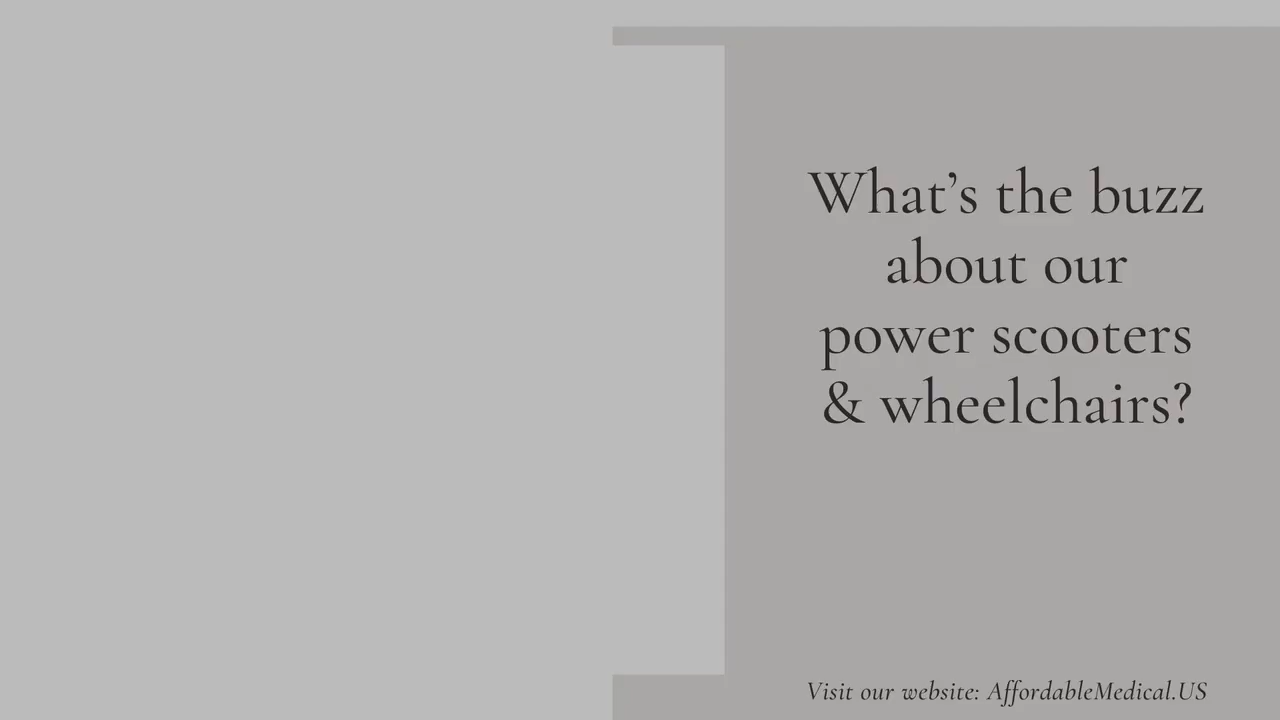 What’s the buzz
about our
power scooters
& wheelchairs?
Visit our website: AffordableMedical.US